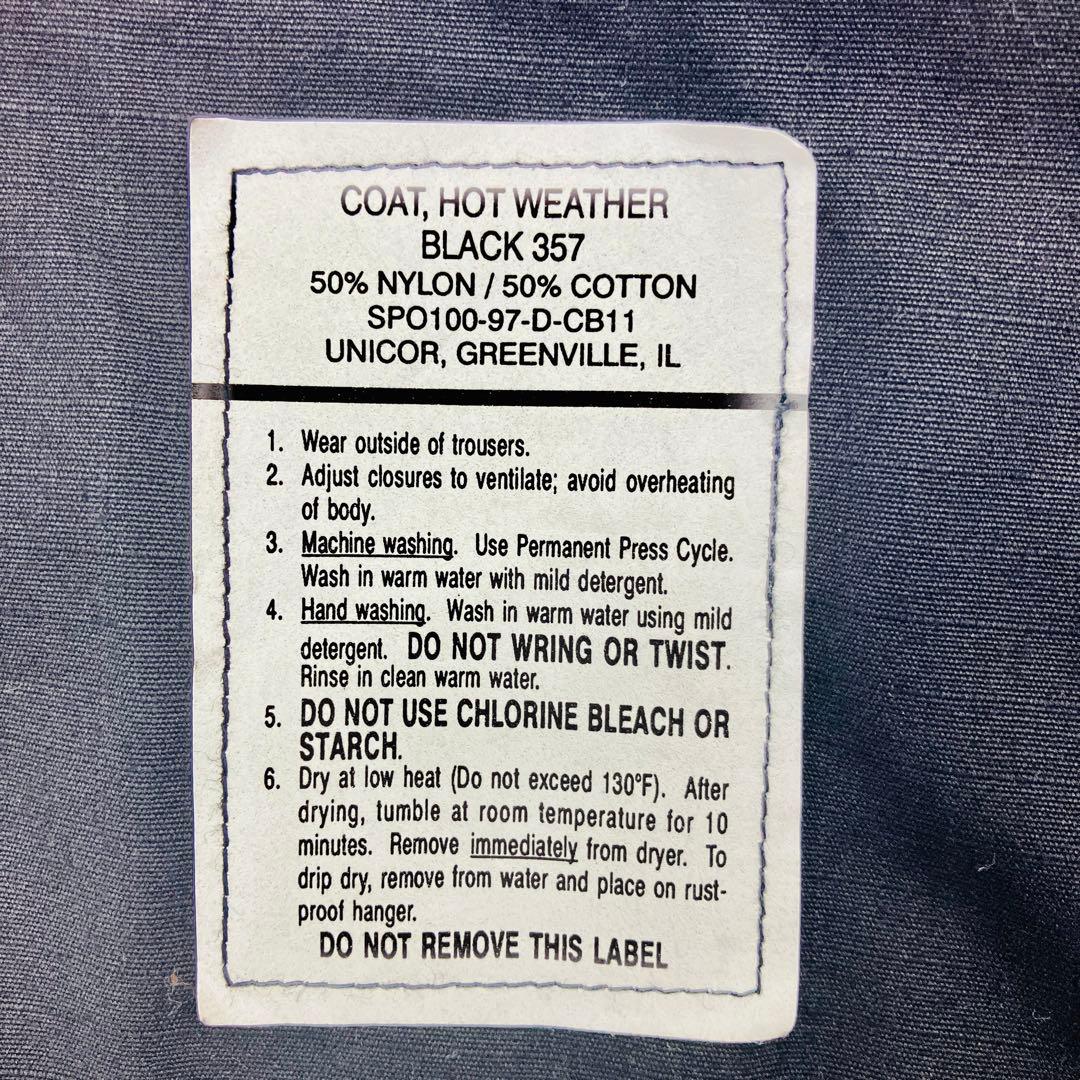 COAT, HOT WEATHER
BLACK 357
50% NYLON / 50% COTTON
SPO100-97-D-CB11
UNICOR, GREENVILLE, IL
1. Wear outside of trousers.
2. Adjust closures to ventilate; avoid overheating
of body.
3. Machine washing. Use Permanent Press Cycle.
Wash in warm water with mild detergent.
4. Hand washing. Wash in warm water using mild
detergent. DO NOT WRING OR TWIST.
Rinse in clean warm water.
5. DO NOT USE CHLORINE BLEACH OR
STARCH.
6. Dry at low heat (Do not exceed 130°F). After
drying, tumble at room temperature for 10
minutes. Remove immediately from dryer. To
drip dry, remove from water and place on rust-
proof hanger.
DO NOT REMOVE THIS LABEL